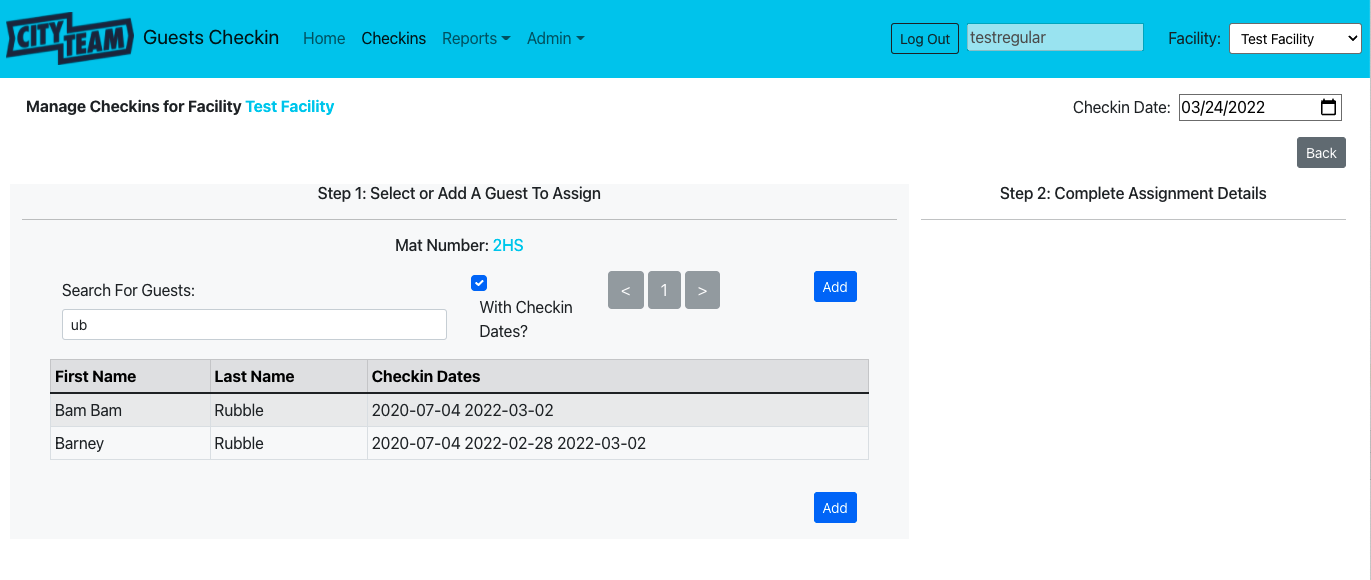 CITY TEAM Guests Checkin Home Checkins Reports Admin Log Out testregular Facility: Test Facility
Manage Checkins for Facility Test Facility Checkin Date: 03/24/2022
Back
Step 1: Select or Add A Guest To Assign
Mat Number: 2HS
Search For Guests:
ub
With Checkin
Dates?
< 1 >
Add
First Name Last Name Checkin Dates
Bam Bam Rubble 2020-07-04 2022-03-02
Barney Rubble 2020-07-04 2022-02-28 2022-03-02
Add
Step 2: Complete Assignment Details